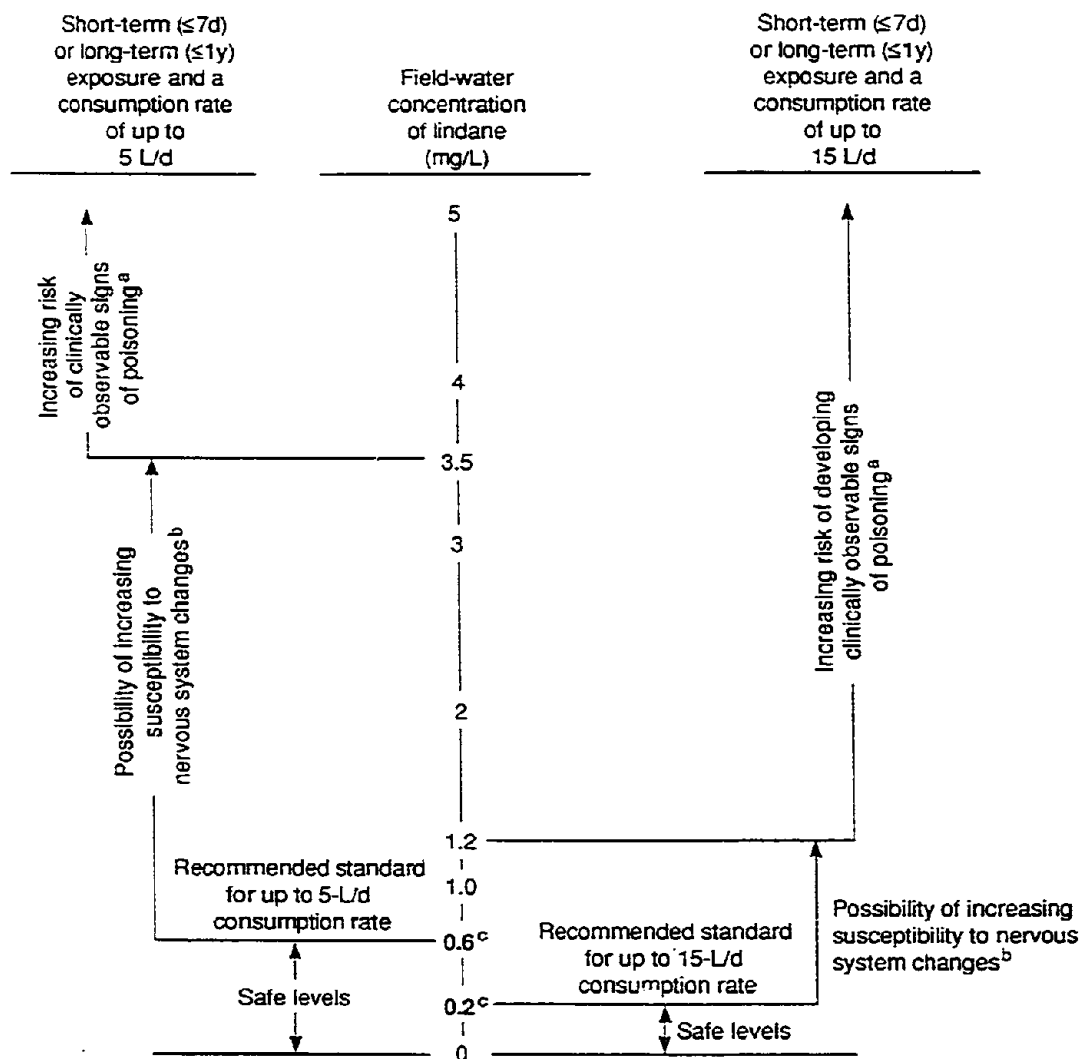 Short-term (≤7d)
or long-term (≤1y)
exposure and a
consumption rate
of up to
5 L/d
Field-water
concentration
of lindane
(mg/L)
Short-term (≤7d)
or long-term (≤1y)
exposure and a
consumption rate
of up to
15 L/d
Increasing risk
of clinically
observable signs
of poisoning^a
Possibility of increasing
susceptibility to
nervous system changes^b
Recommended standard
for up to 5-L/d
consumption rate
Safe levels
5
4
3.5
3
2
1.2
1.0
0.6^c
0.2^c
0
Increasing risk of developing
clinically observable signs
of poisoning^a
Possibility of increasing
susceptibility to nervous
system changes^b
Recommended standard
for up to 15-L/d
consumption rate
Safe levels